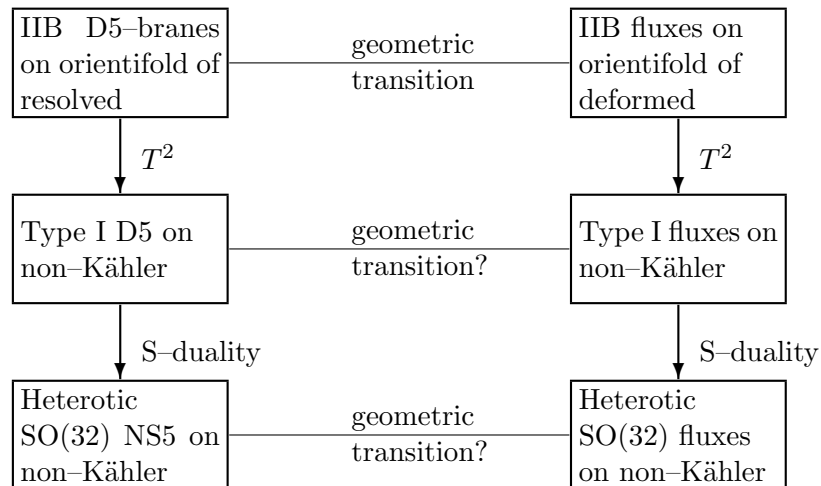 IIB D5–branes
on orientifold of
resolved
geometric
transition
IIB fluxes on
orientifold of
deformed
T²
T²
Type I D5 on
non–Kähler
geometric
transition?
Type I fluxes on
non–Kähler
S–duality
S–duality
Heterotic
SO(32) NS5 on
non–Kähler
geometric
transition?
Heterotic
SO(32) fluxes
on non–Kähler